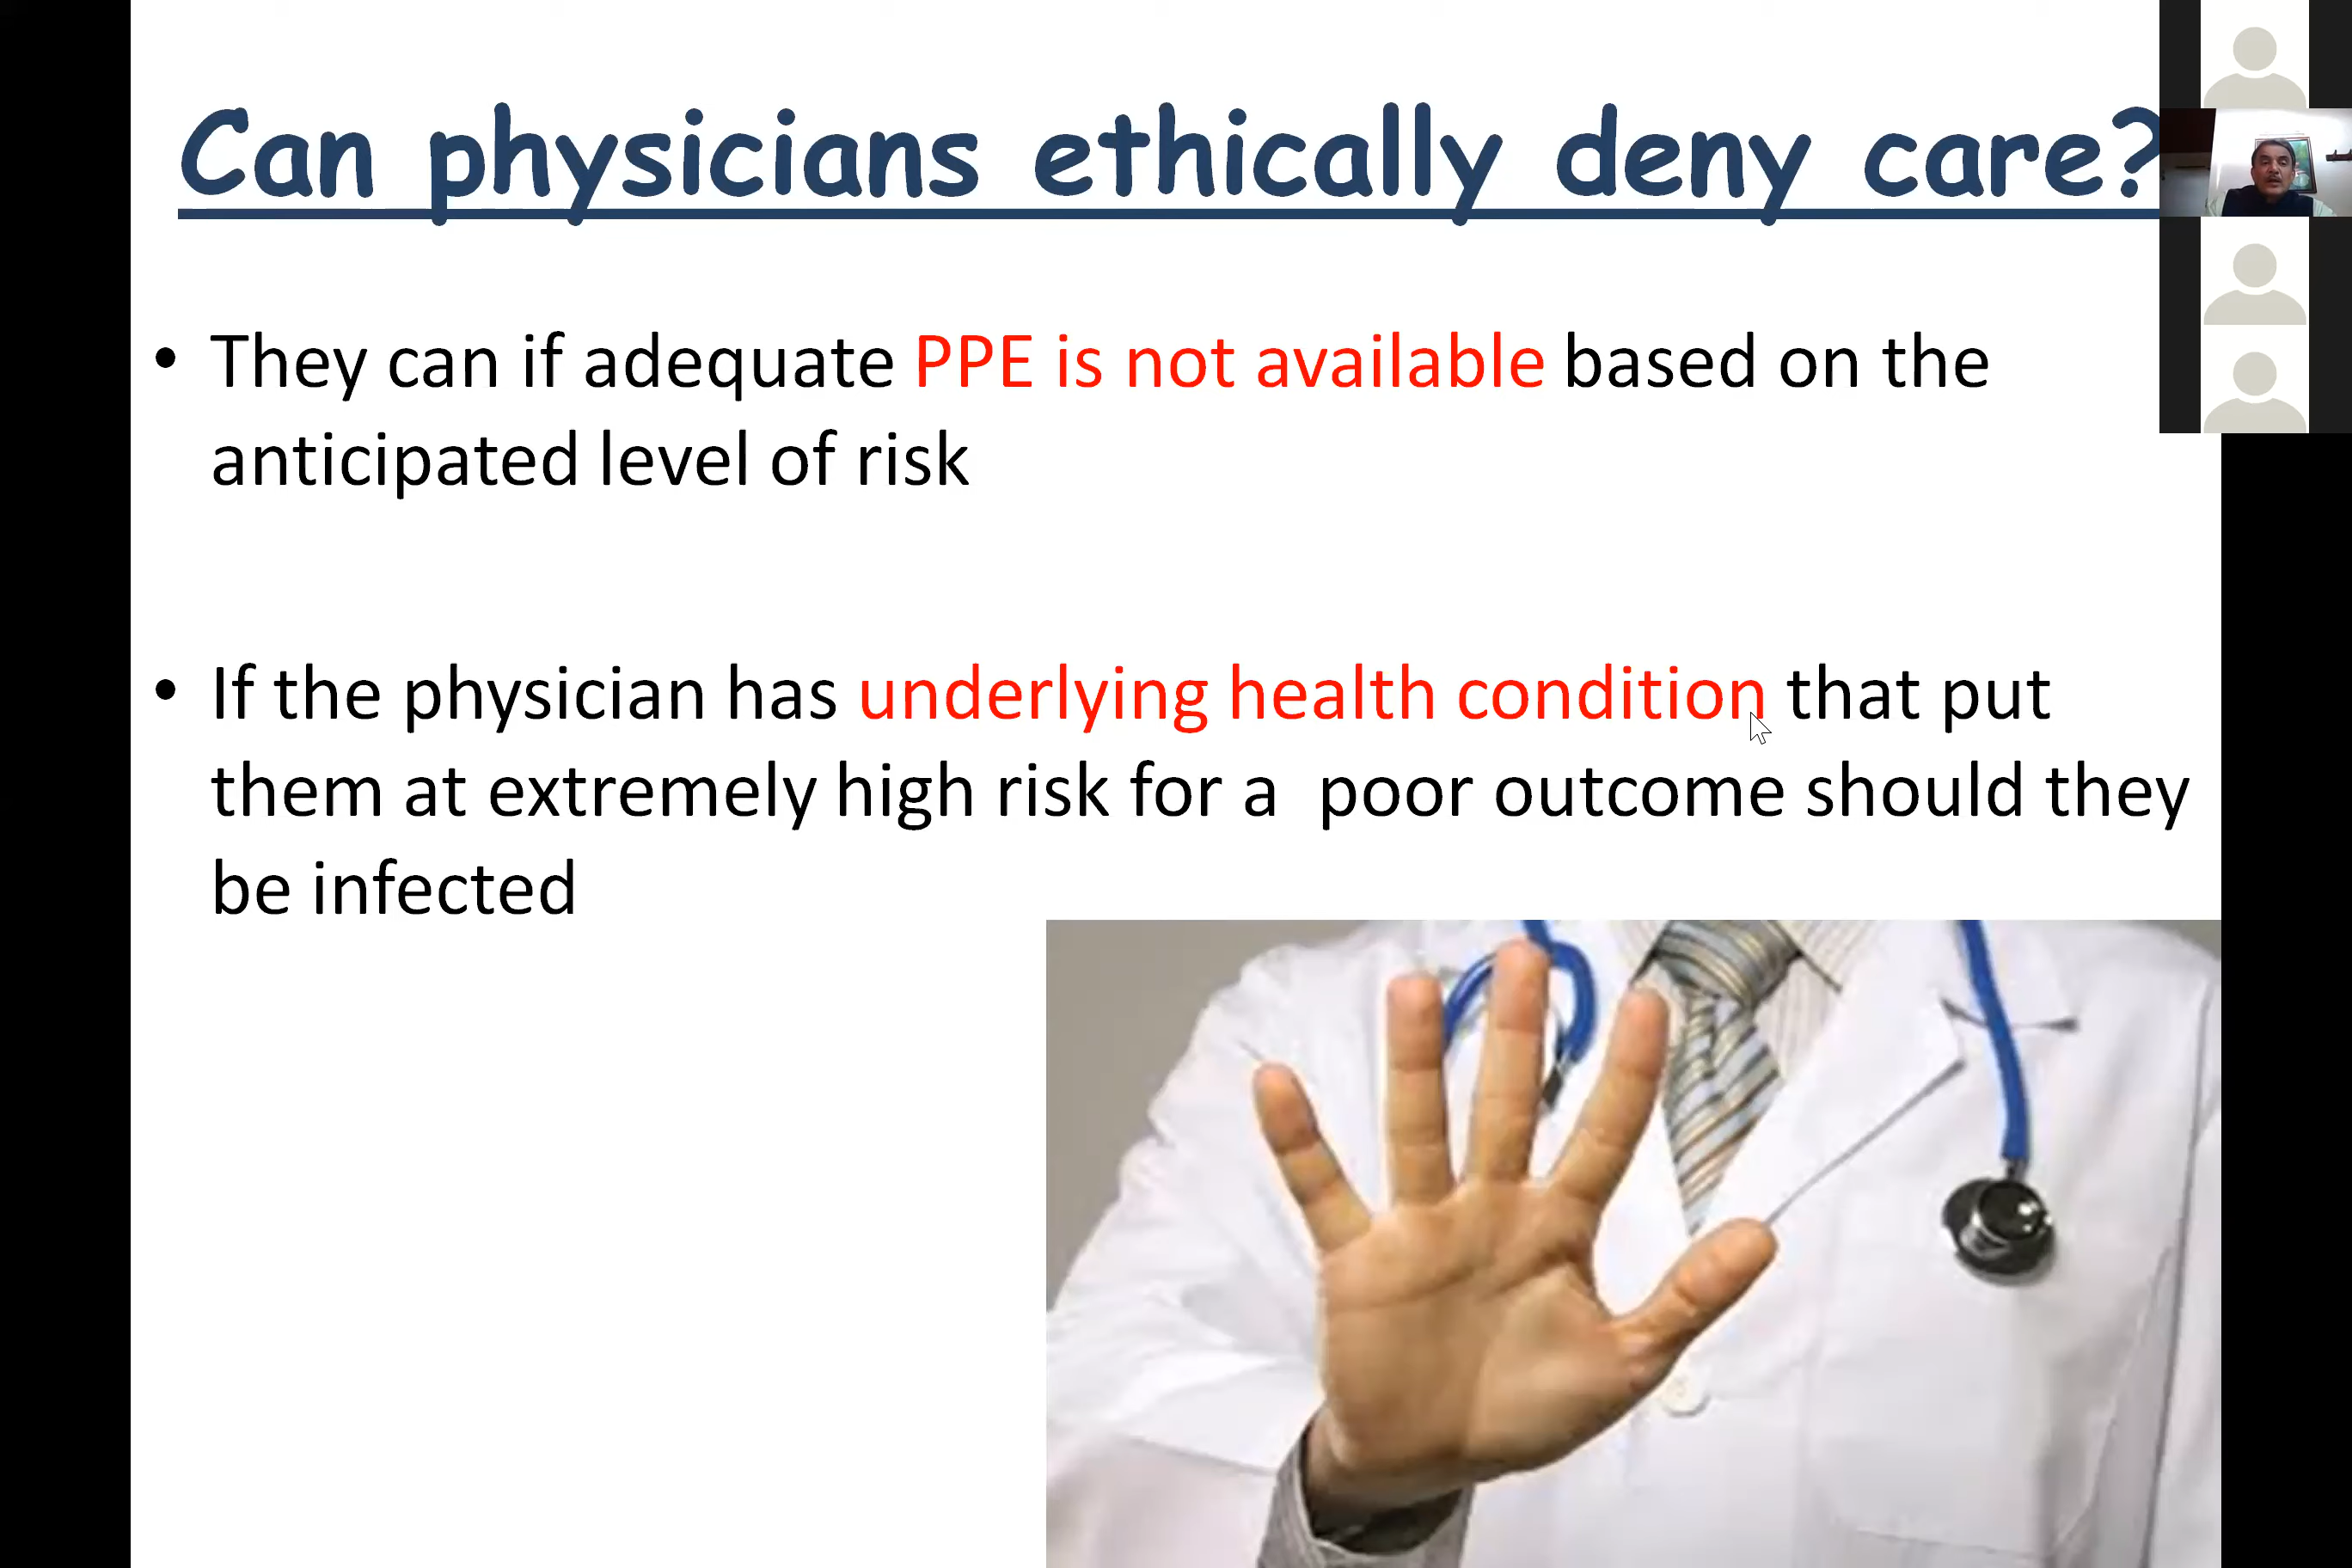 Can physicians ethically deny care?
• They can if adequate PPE is not available based on the
anticipated level of risk
• If the physician has underlying health condition that put
them at extremely high risk for a poor outcome should they
be infected